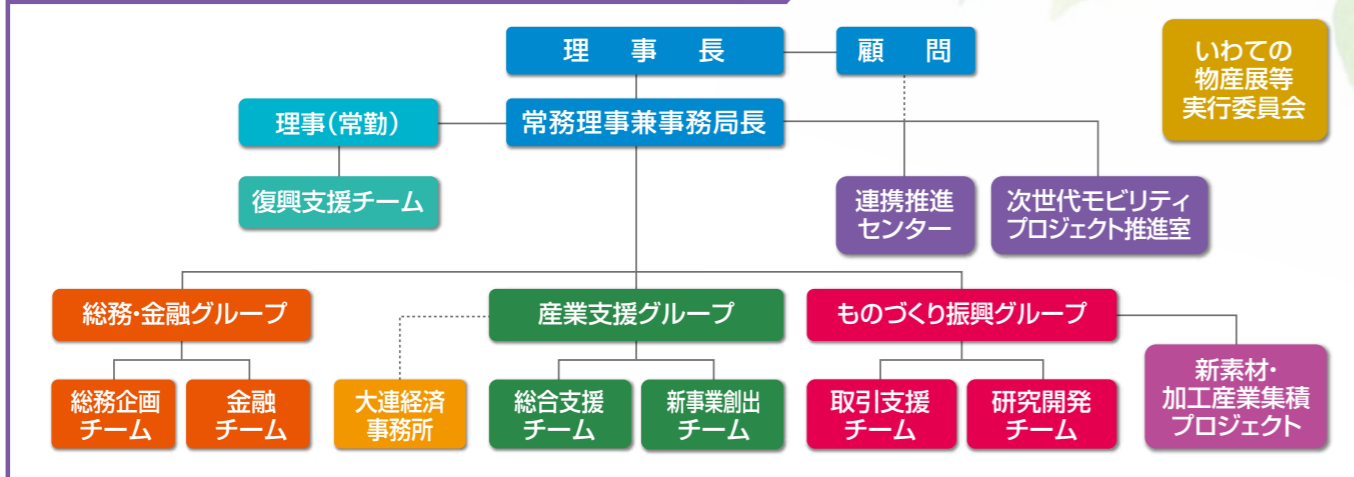 理事長
顧問
いわての
物産展等
実行委員会
理事(常勤)
常務理事兼事務局長
復興支援チーム
連携推進
センター
次世代モビリティ
プロジェクト推進室
総務・金融グループ
産業支援グループ
ものづくり振興グループ
総務企画
チーム
金融
チーム
大連経済
事務所
総合支援
チーム
新事業創出
チーム
取引支援
チーム
研究開発
チーム
新素材・
加工産業集積
プロジェクト